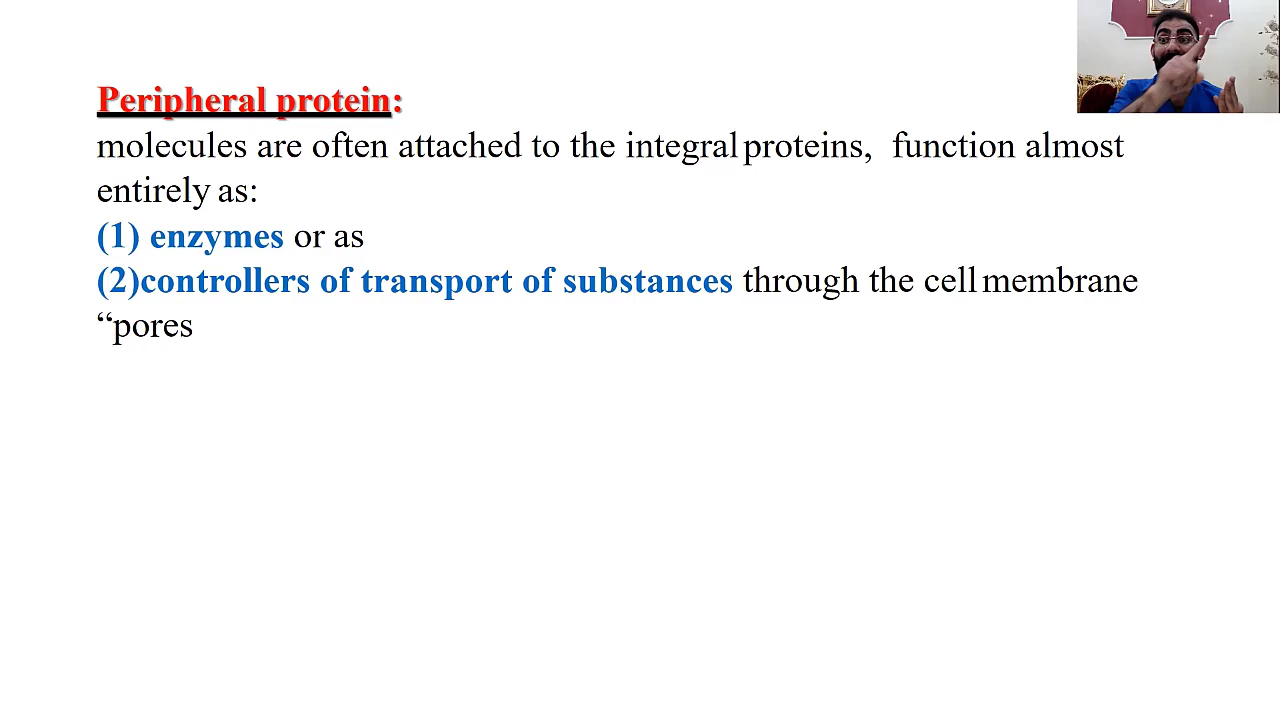 Peripheral protein:
molecules are often attached to the integral proteins, function almost
entirely as:
(1) enzymes or as
(2)controllers of transport of substances through the cell membrane
“pores